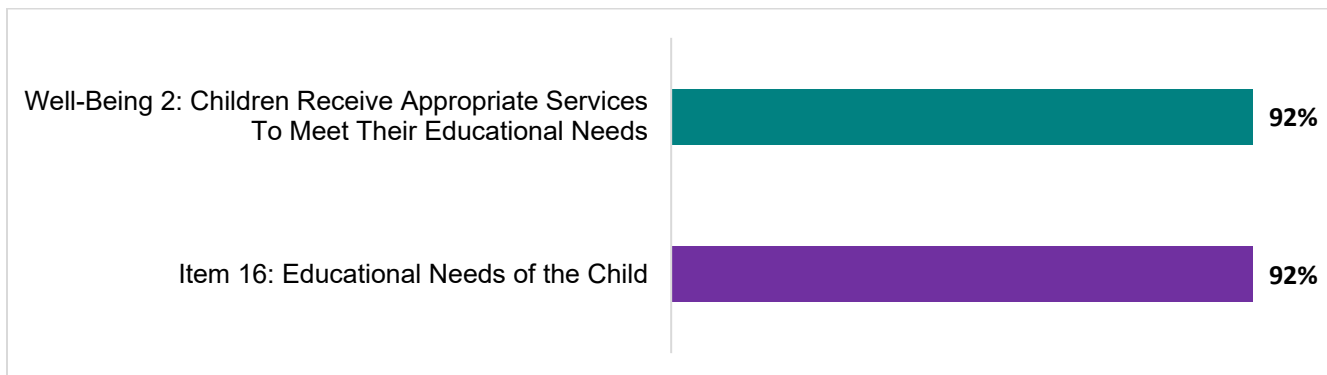 Well-Being 2: Children Receive Appropriate Services
To Meet Their Educational Needs
92%
Item 16: Educational Needs of the Child
92%